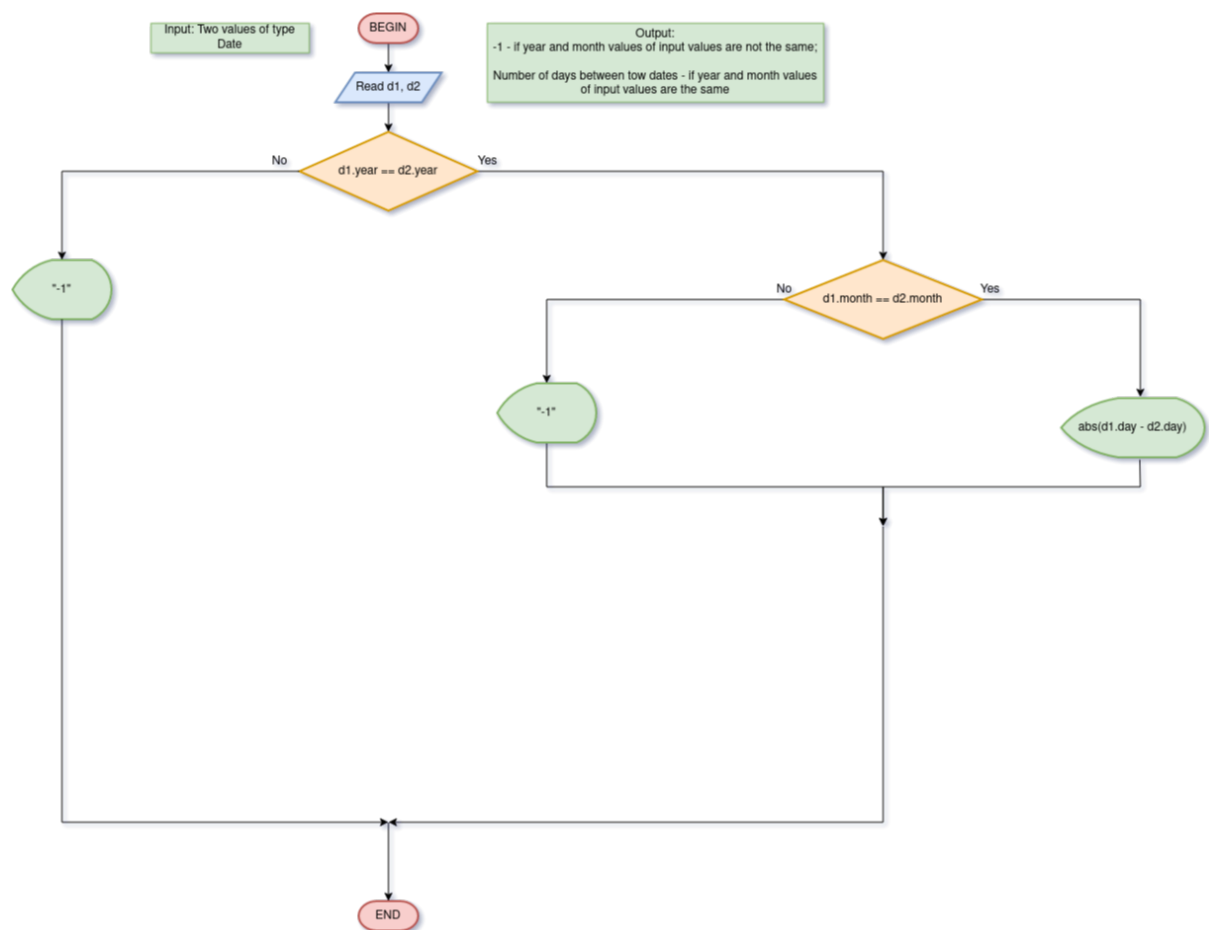 BEGIN
Input: Two values of type
Date
Output:
-1 - if year and month values of input values are not the same;
Number of days between tow dates - if year and month values
of input values are the same
Read d1, d2
No
d1.year == d2.year
Yes
"-1"
No
d1.month == d2.month
Yes
"-1"
abs(d1.day - d2.day)
END